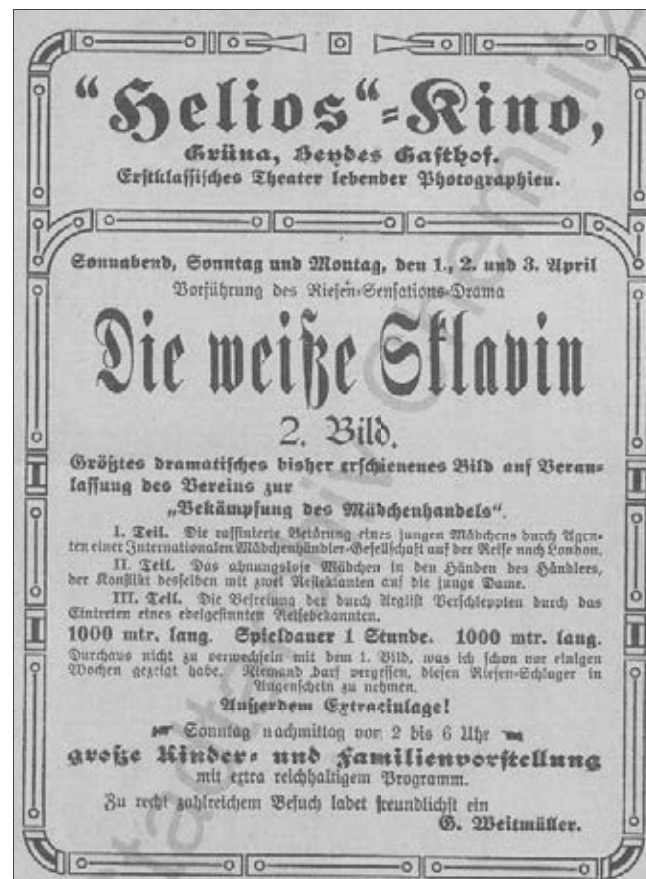 “Helios“-Kino,
Grüna, Beydes Gasthof.
Erstklassisches Theater lebender Photographien.
Sonnabend, Sonntag und Montag, den 1., 2. und 3. April
Vorführung des Riesen-Sensations-Drama
Die weiße Sklavin
2. Bild.
Größtes dramatisches bisher erschienenes Bild auf Veran-
lassung des Vereins zur
„Bekämpfung des Mädchenhandels“.
I. Teil. Die raffinierte Betörung eines jungen Mädchens durch Agen-
ten einer Internationalen Mädchenhändler-Gesellschaft auf der Reise nach London.
II. Teil. Das ahnungslose Mädchen in den Händen des Händlers,
der Konflikt desselben mit zwei Reflektanten auf die junge Dame.
III. Teil. Die Befreiung der durch Arglist Verschleppten durch das
Eintreten eines edelgesinnten Reisebekannten.
1000 mtr. lang. Spieldauer 1 Stunde. 1000 mtr. lang.
Durchaus nicht zu verwechseln mit dem 1. Bild, was ich schon vor einigen
Wochen gezeigt habe. Niemand darf vergessen, diesen Riesen-Schlager in
Augenschein zu nehmen.
Außerdem Extraeinlage!
Sonntag nachmittag von 2 bis 6 Uhr
große Kinder- und Familienvorstellung
mit extra reichhaltigem Programm.
Zu recht zahlreichem Besuch ladet freundlichst ein
G. Weitmüller.